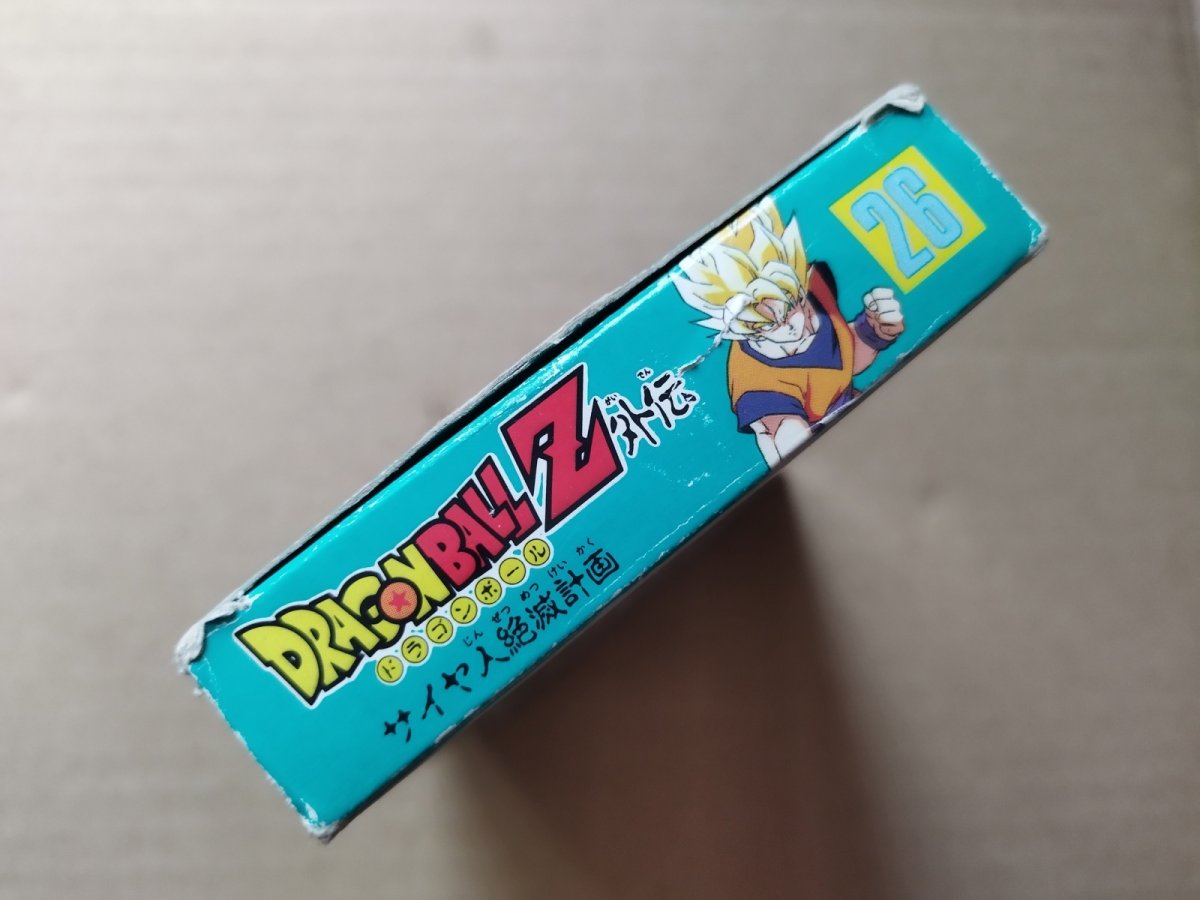 DRAGON BALL Z 外伝
がい でん
ドラゴンボール
じん ぜつ めつ けい かく
サイヤ人絶滅計画
26